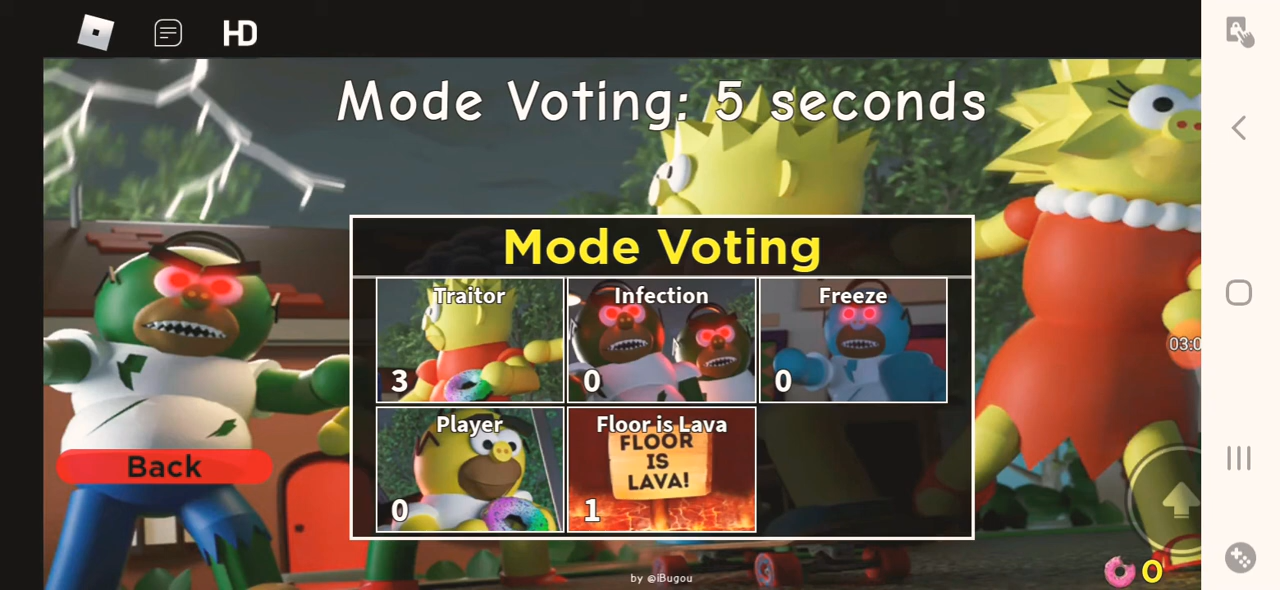 HD
Mode Voting: 5 seconds
Mode Voting
Traitor
Infection
Freeze
3
0
0
Player
Floor is Lava
FLOOR
IS
LAVA!
0
1
03:0
Back
by @iBugou
0